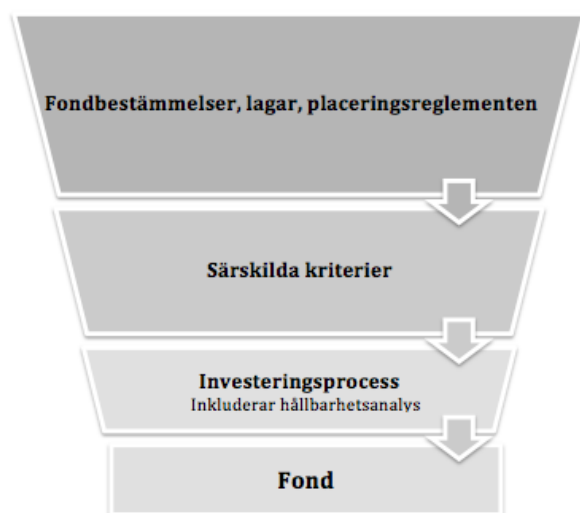 Fondbestämmelser, lagar, placeringsreglementen
Särskilda kriterier
Investeringsprocess
Inkluderar hållbarhetsanalys
Fond